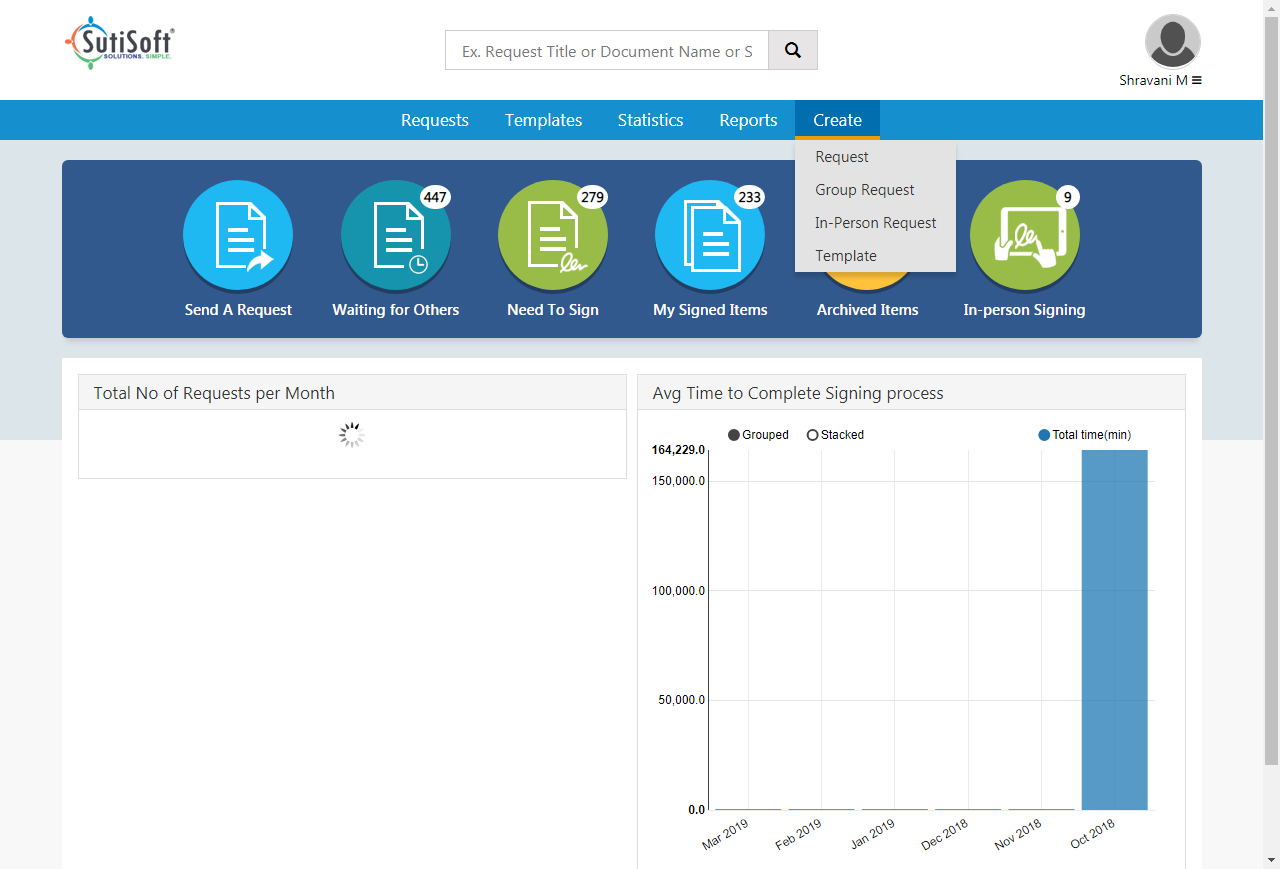 SutiSoft®
SOLUTIONS. SIMPLE.
Ex. Request Title or Document Name or S
Shravani M
Requests Templates Statistics Reports Create
Request
Group Request
In-Person Request
Template
447 279 233 9
Send A Request Waiting for Others Need To Sign My Signed Items Archived Items In-person Signing
Total No of Requests per Month
Avg Time to Complete Signing process
Grouped Stacked Total time(min)
164,229.0
150,000.0
100,000.0
50,000.0
0.0
Mar 2019 Feb 2019 Jan 2019 Dec 2018 Nov 2018 Oct 2018